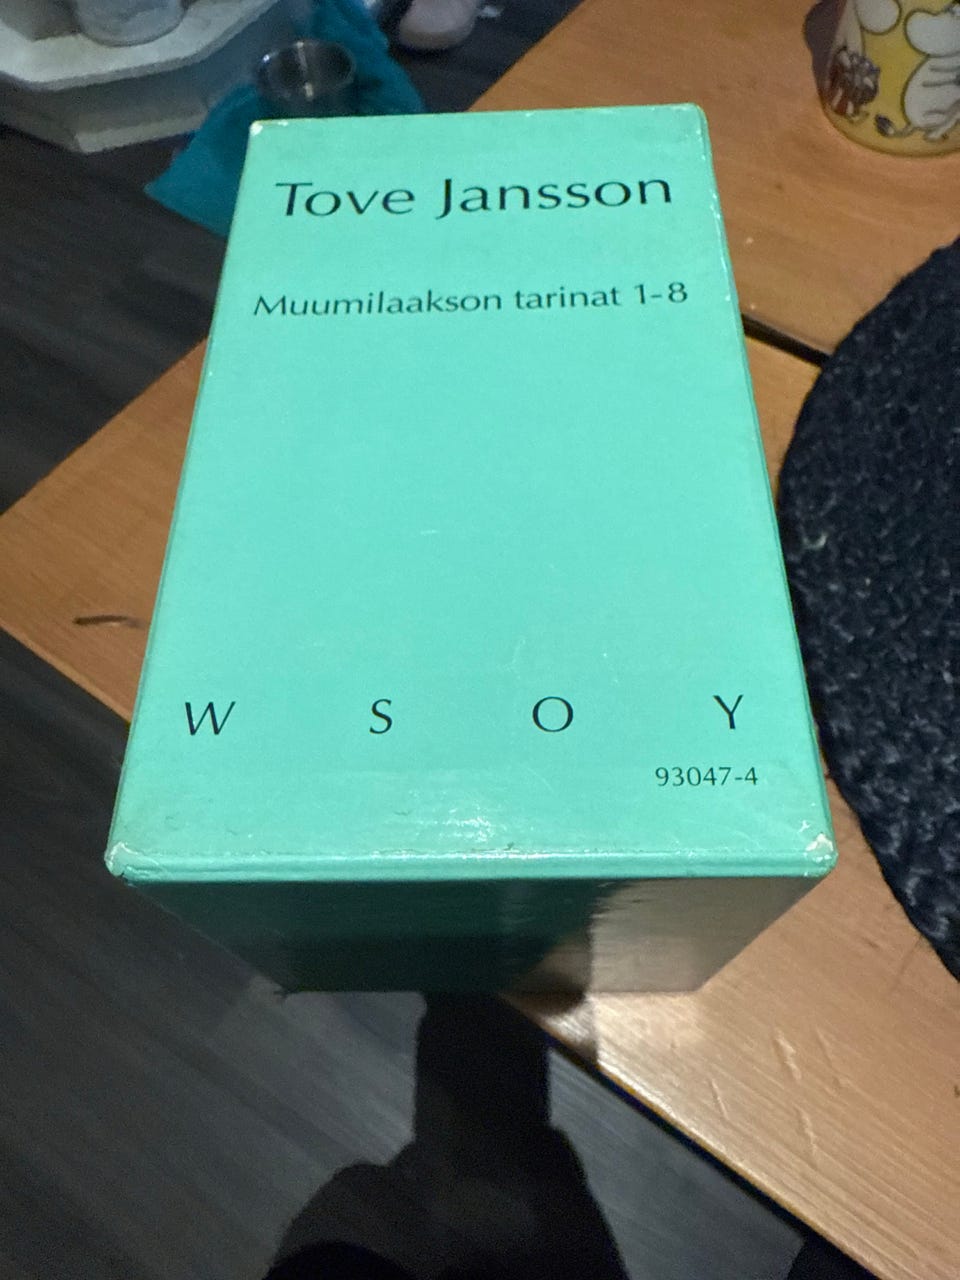 Tove Jansson
Muumilaakson tarinat 1-8
W S O Y
93047-4